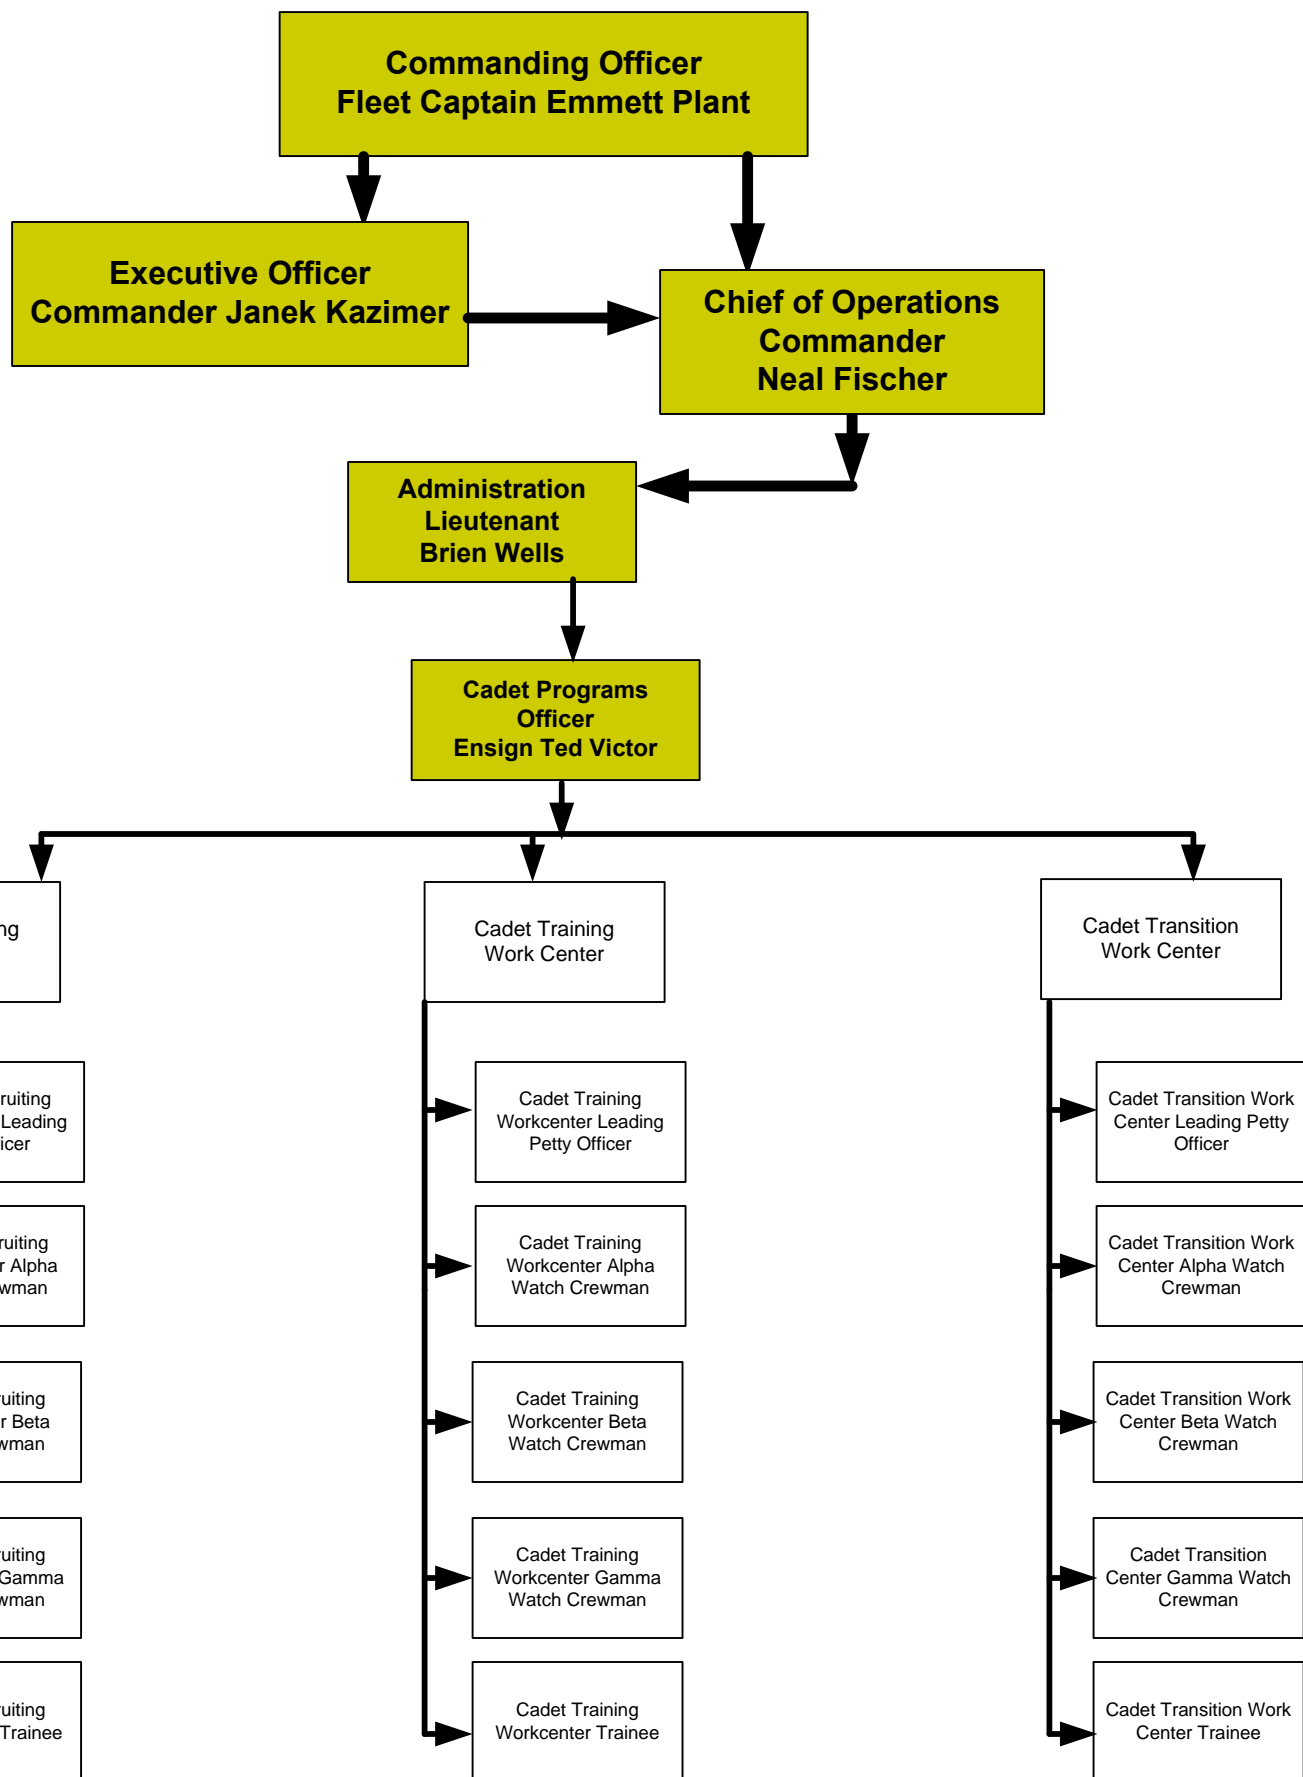 Commanding Officer
Fleet Captain Emmett Plant
Executive Officer
Commander Janek Kazimer
Chief of Operations
Commander
Neal Fischer
Administration
Lieutenant
Brien Wells
Cadet Programs
Officer
Ensign Ted Victor
Cadet Training
Work Center
Cadet Transition
Work Center
Leading
Cadet Training
Workcenter Leading
Petty Officer
Cadet Transition Work
Center Leading Petty
Officer
Alpha
Cadet Training
Workcenter Alpha
Watch Crewman
Cadet Transition Work
Center Alpha Watch
Crewman
Beta
Cadet Training
Workcenter Beta
Watch Crewman
Cadet Transition Work
Center Beta Watch
Crewman
Gamma
Cadet Training
Workcenter Gamma
Watch Crewman
Cadet Transition
Center Gamma Watch
Crewman
Trainee
Cadet Training
Workcenter Trainee
Cadet Transition Work
Center Trainee